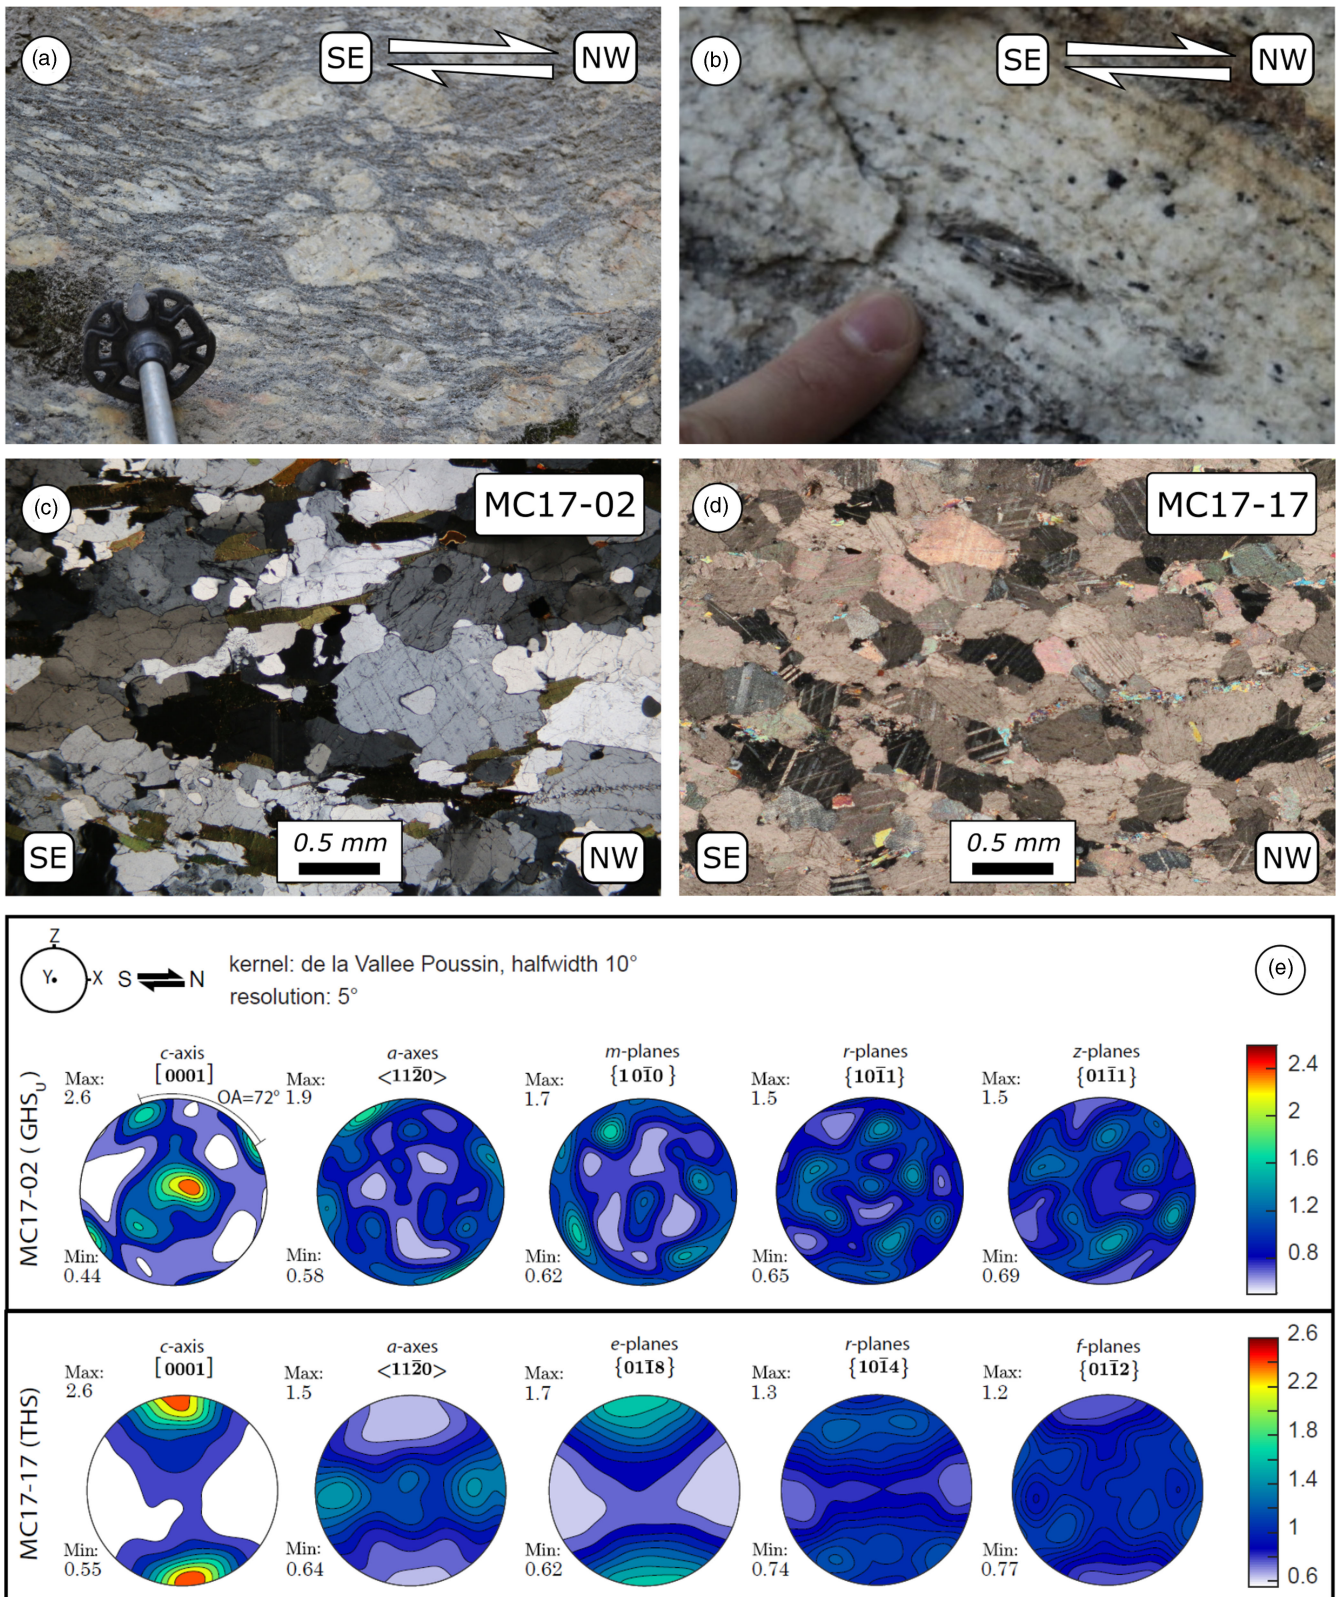 (a)
SE
NW
(b)
SE
NW
(c)
MC17-02
SE
0.5 mm
NW
(d)
MC17-17
SE
0.5 mm
NW
(e)
Z
Y
X
S
N
kernel: de la Vallee Poussin, halfwidth 10°
resolution: 5°
MC17-02 ( GHS_U )
c-axis
[0001]
Max:
2.6
OA=72°
Min:
0.44
a-axes
<112̄0>
Max:
1.9
Min:
0.58
m-planes
{101̄0 }
Max:
1.7
Min:
0.62
r-planes
{101̄1}
Max:
1.5
Min:
0.65
z-planes
{011̄1}
Max:
1.5
Min:
0.69
2.4
2
1.6
1.2
0.8
MC17-17 (THS)
c-axis
[0001]
Max:
2.6
Min:
0.55
a-axes
<112̄0>
Max:
1.5
Min:
0.64
e-planes
{011̄8}
Max:
1.7
Min:
0.62
r-planes
{101̄4}
Max:
1.3
Min:
0.74
f-planes
{011̄2}
Max:
1.2
Min:
0.77
2.6
2.2
1.8
1.4
1
0.6